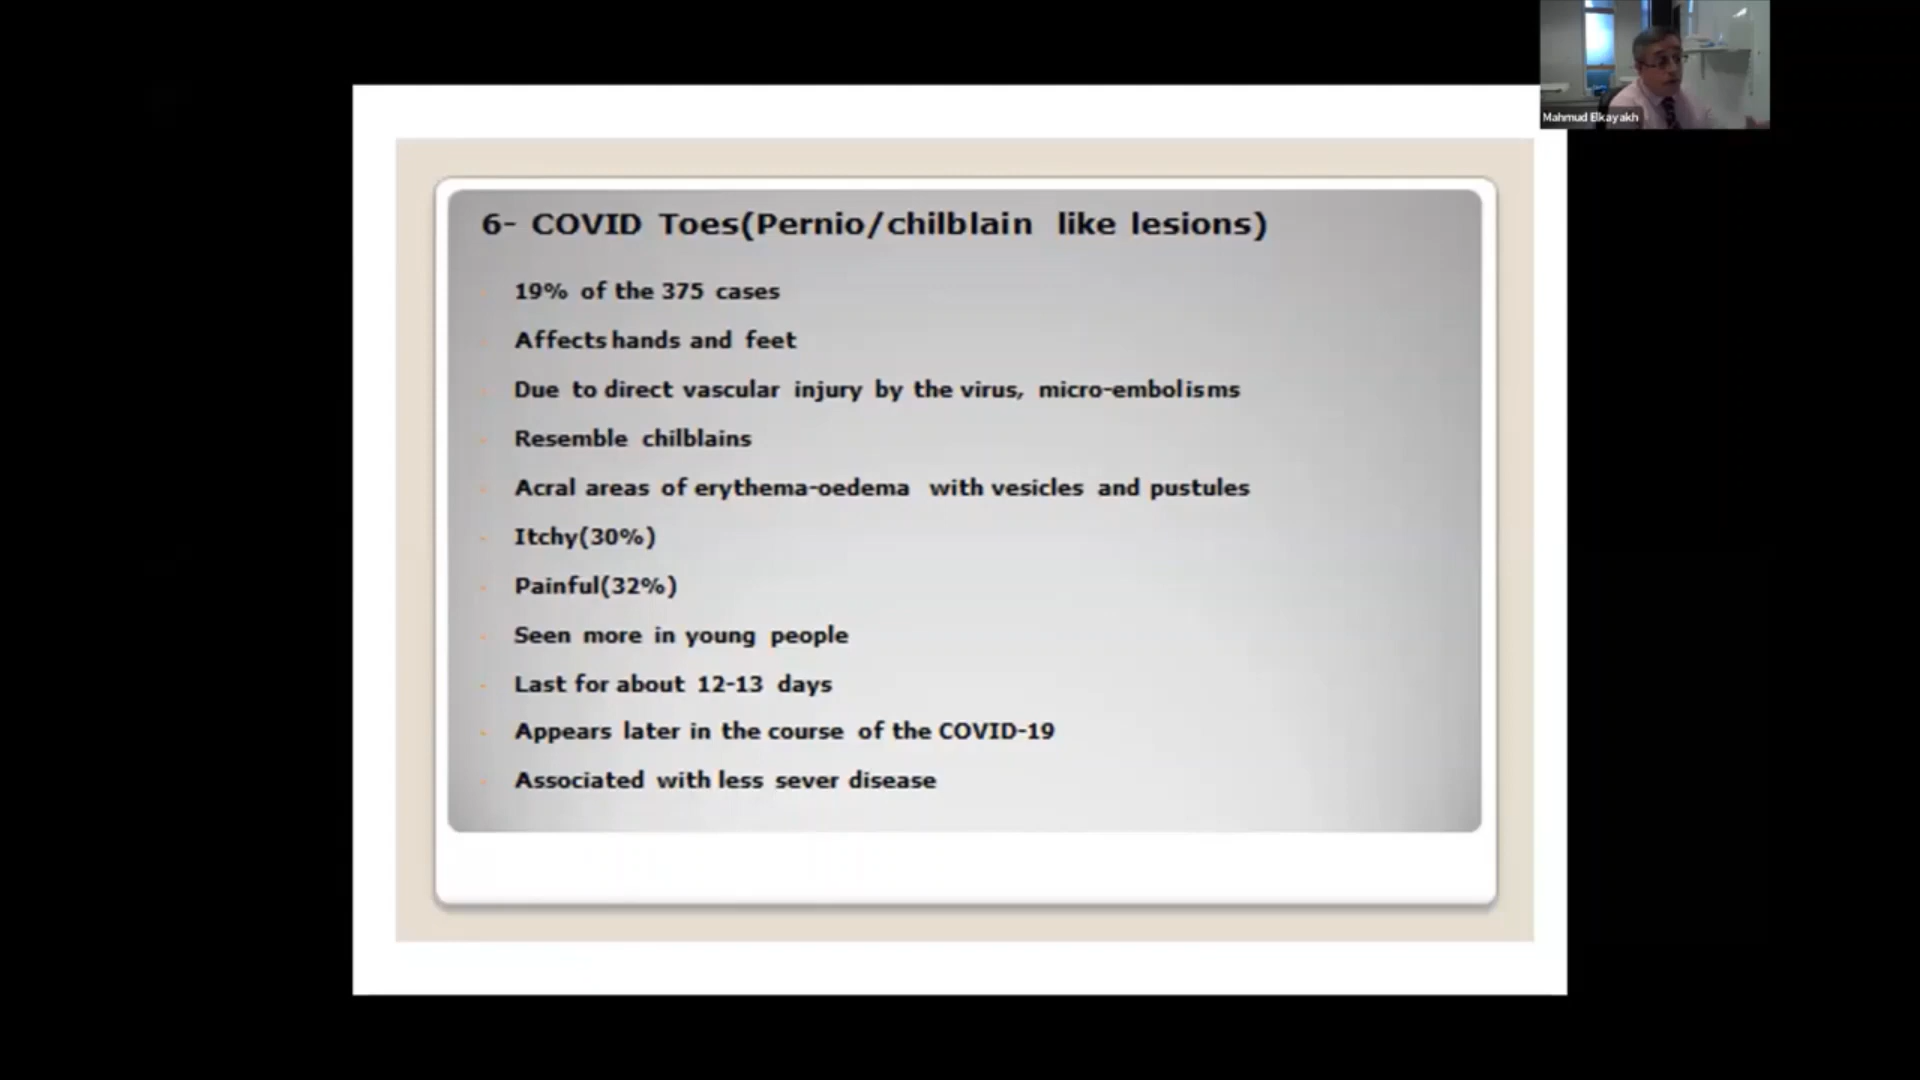 Mahmud Elkayakh
6- COVID Toes(Pernio/chilblain like lesions)
- 19% of the 375 cases
- Affects hands and feet
- Due to direct vascular injury by the virus, micro-embolisms
- Resemble chilblains
- Acral areas of erythema-oedema with vesicles and pustules
- Itchy(30%)
- Painful(32%)
- Seen more in young people
- Last for about 12-13 days
- Appears later in the course of the COVID-19
- Associated with less sever disease